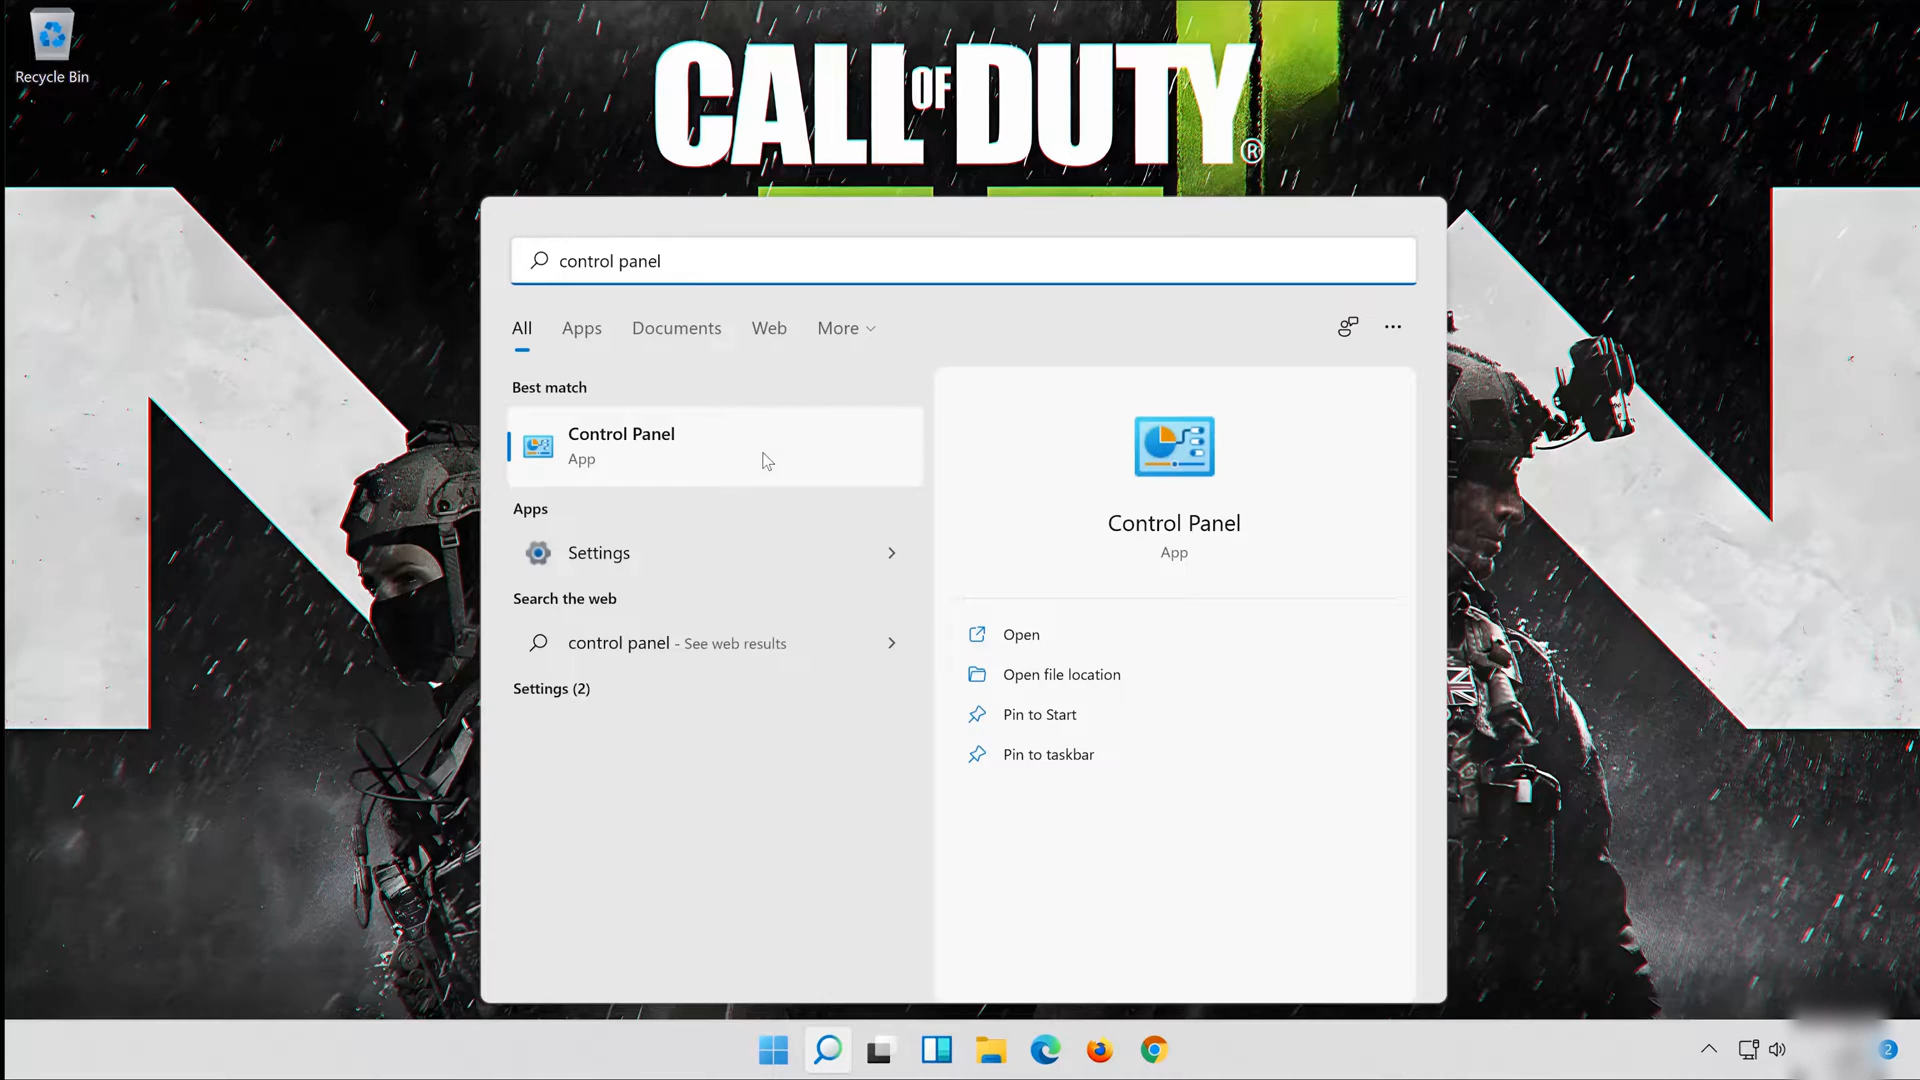 Recycle Bin
CALL OF DUTY®
control panel
All Apps Documents Web More
Best match
Control Panel
App
Apps
Settings
Search the web
control panel - See web results
Settings (2)
Control Panel
App
Open
Open file location
Pin to Start
Pin to taskbar
2